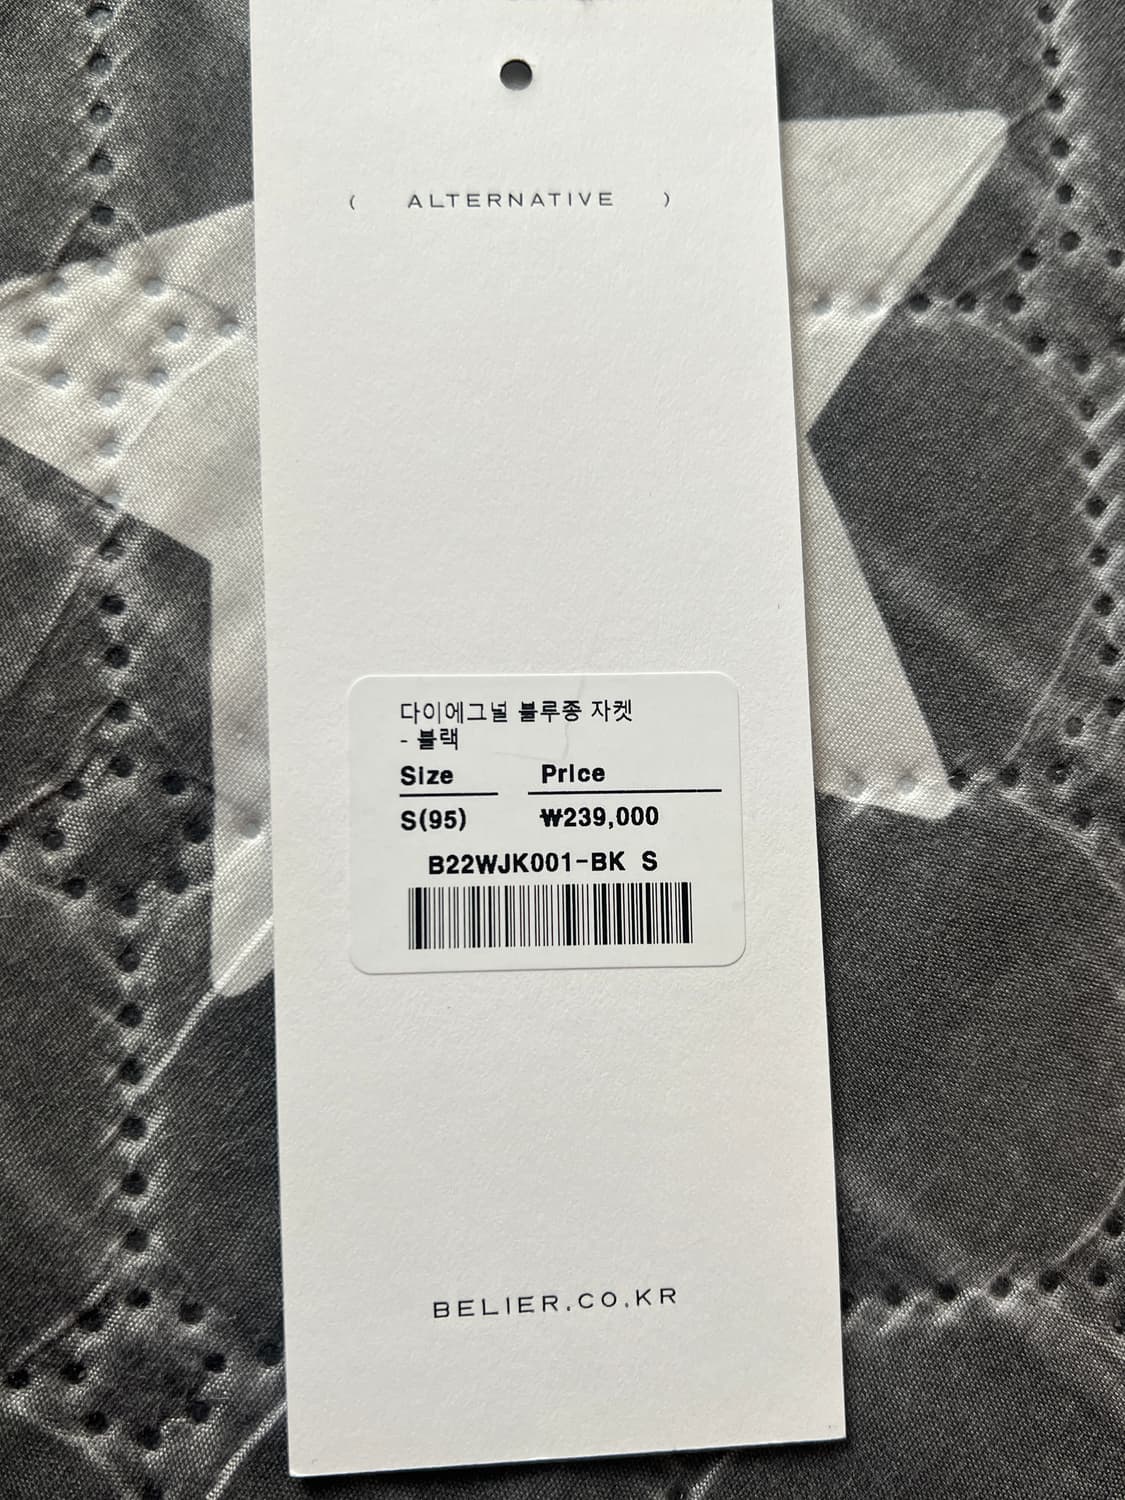 ( ALTERNATIVE )
다이에그널 블루종 자켓
- 블랙
Size Price
S(95) ₩239,000
B22WJK001-BK S
BELIER.CO.KR